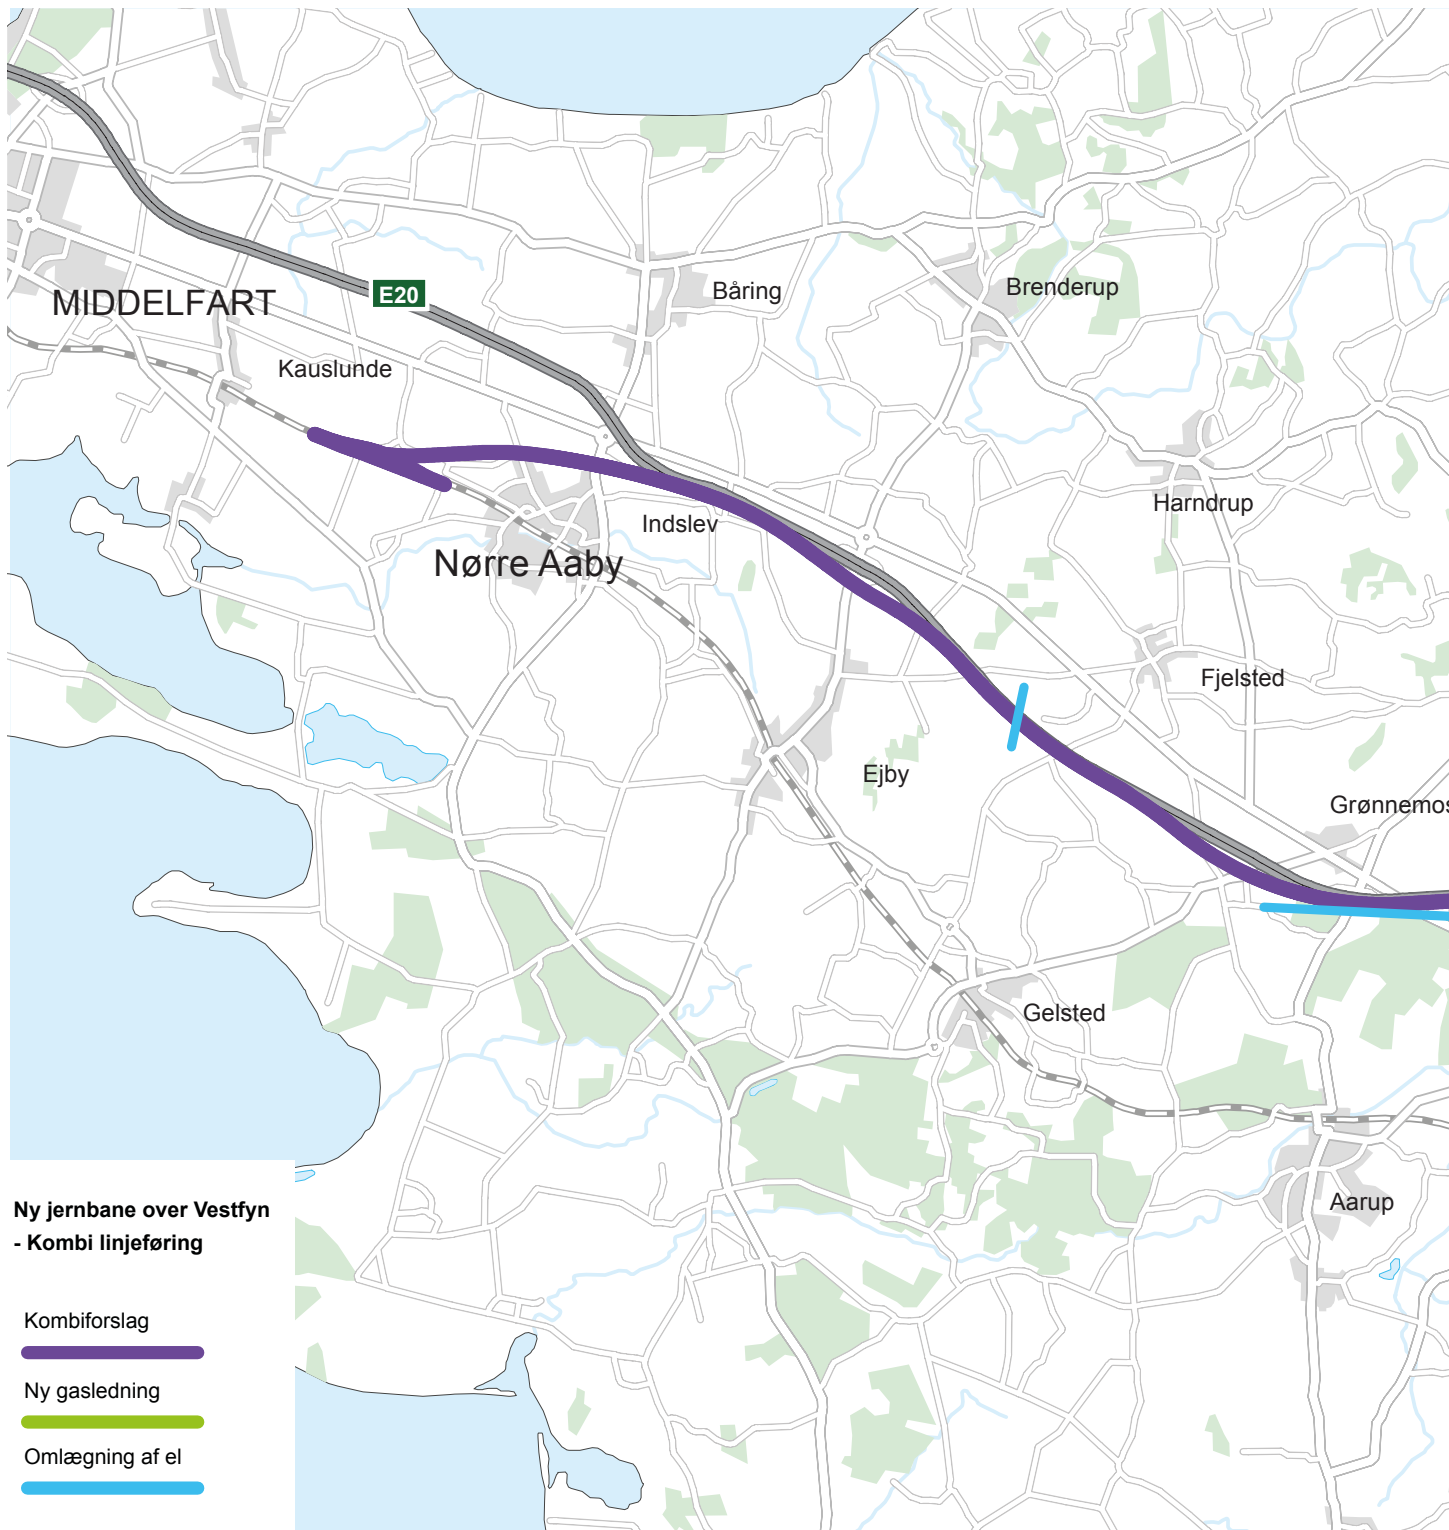 E20
MIDDELFART
Båring
Brenderup
Kauslunde
Harndrup
Indslev
Nørre Aaby
Fjelsted
Ejby
Grønnemos
Gelsted
Aarup
Ny jernbane over Vestfyn
- Kombi linjeføring
Kombiforslag
Ny gasledning
Omlægning af el